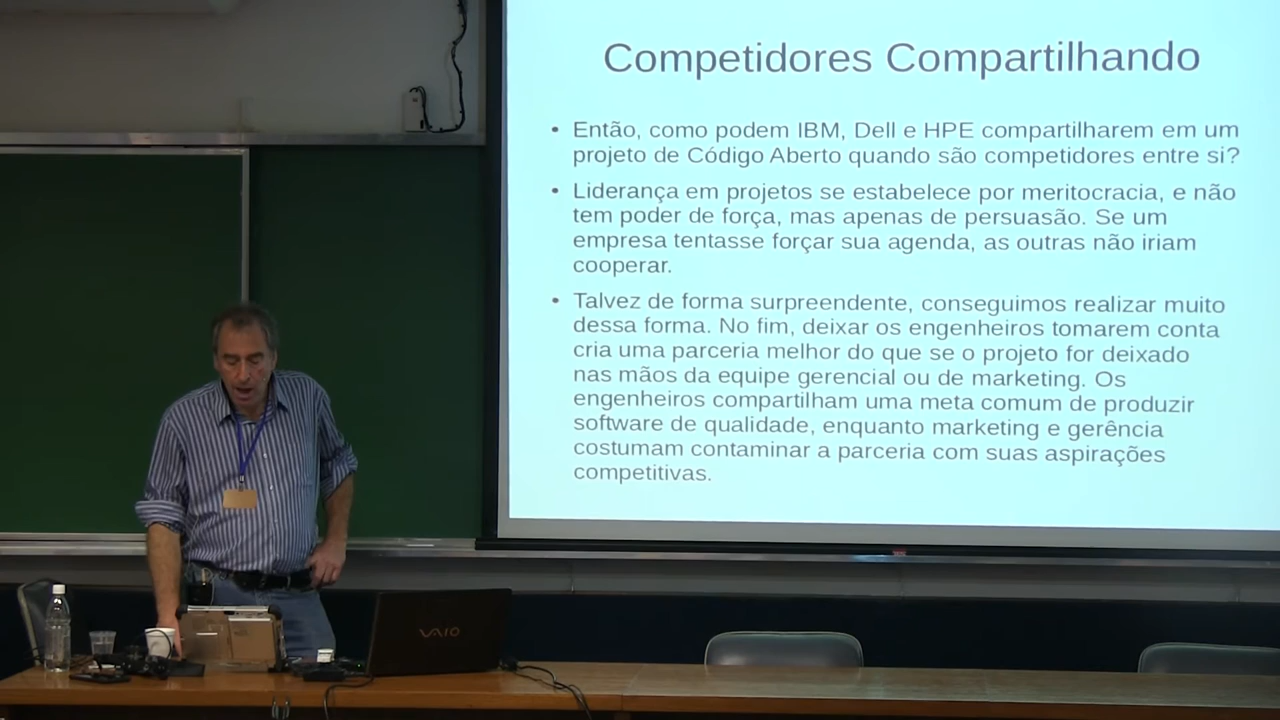 Competidores Compartilhando
• Então, como podem IBM, Dell e HPE compartilharem em um
projeto de Código Aberto quando são competidores entre si?
• Liderança em projetos se estabelece por meritocracia, e não
tem poder de força, mas apenas de persuasão. Se um
empresa tentasse forçar sua agenda, as outras não iriam
cooperar.
• Talvez de forma surpreendente, conseguimos realizar muito
dessa forma. No fim, deixar os engenheiros tomarem conta
cria uma parceria melhor do que se o projeto for deixado
nas mãos da equipe gerencial ou de marketing. Os
engenheiros compartilham uma meta comum de produzir
software de qualidade, enquanto marketing e gerência
costumam contaminar a parceria com suas aspirações
competitivas.
VAIO